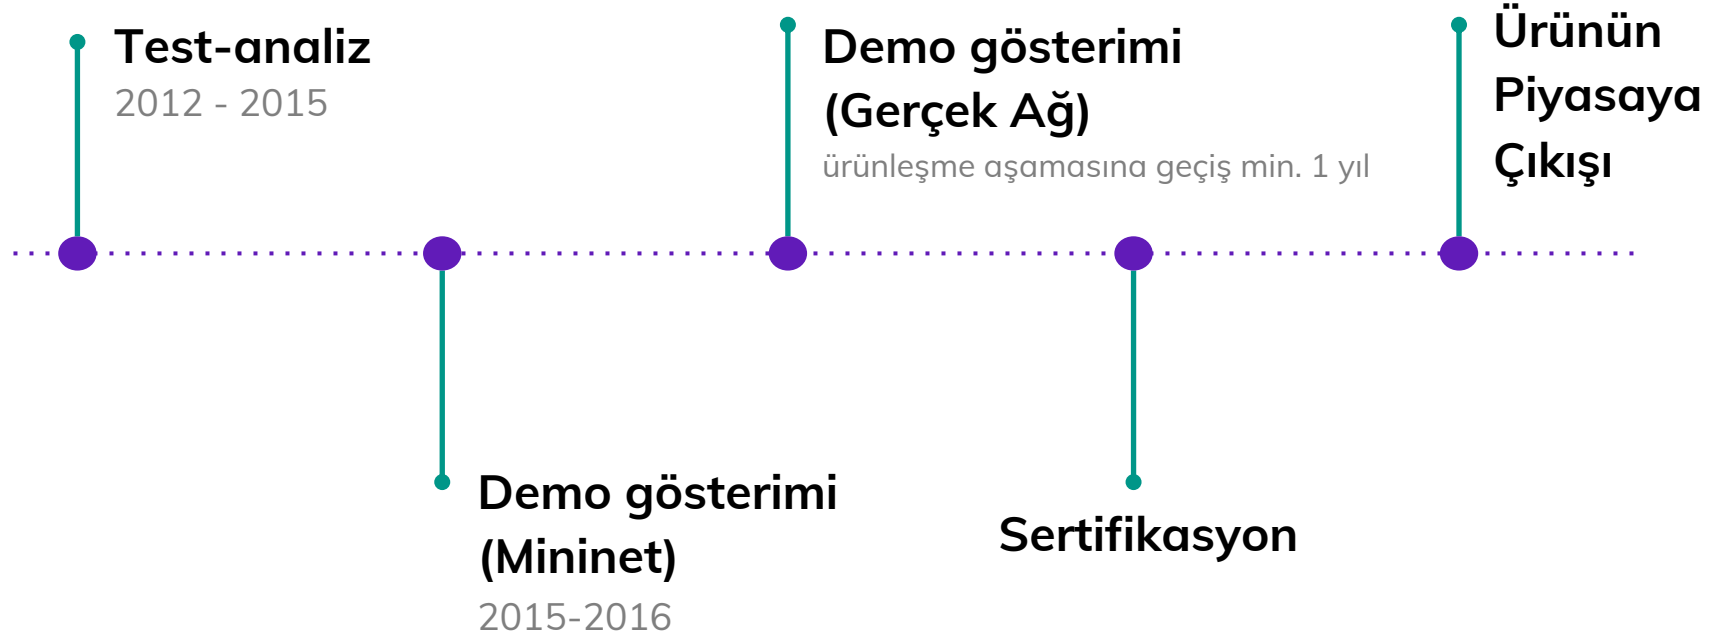 Test-analiz
2012 - 2015
Demo gösterimi
(Mininet)
2015-2016
Demo gösterimi
(Gerçek Ağ)
ürünleşme aşamasına geçiş min. 1 yıl
Sertifikasyon
Ürünün
Piyasaya
Çıkışı